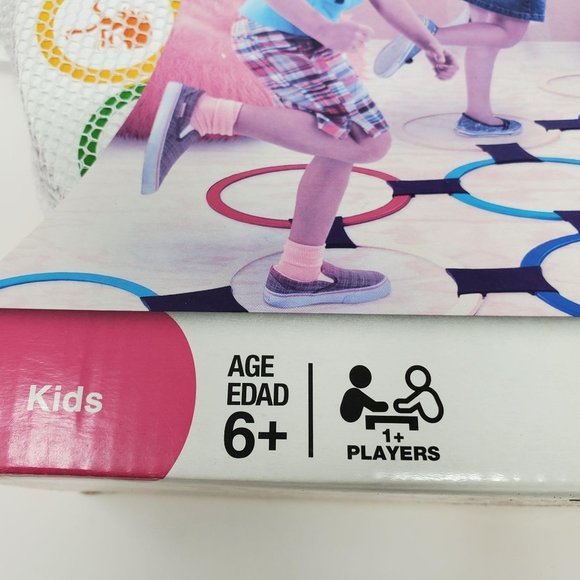 Kids
AGE
EDAD
6+
1+
PLAYERS